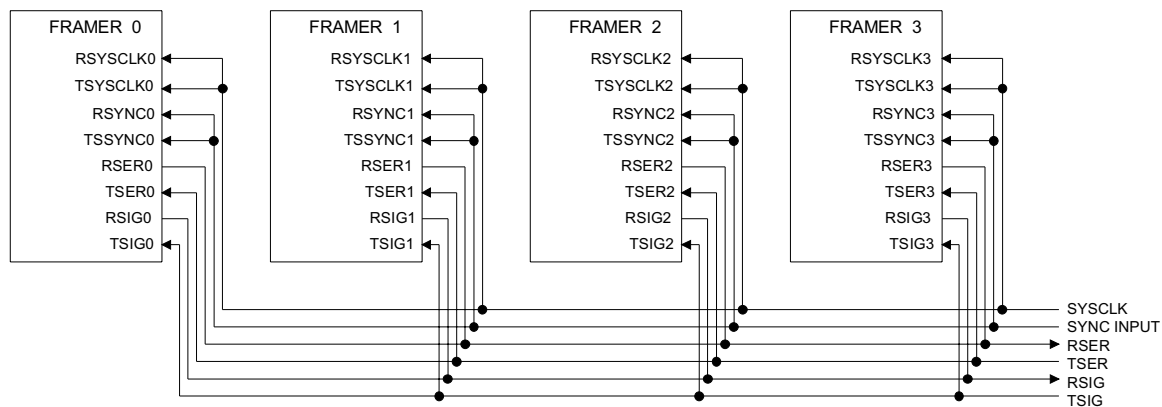 FRAMER 0
RSYSCLK0
TSYSCLK0
RSYNC0
TSSYNC0
RSER0
TSER0
RSIG0
TSIG0
FRAMER 1
RSYSCLK1
TSYSCLK1
RSYNC1
TSSYNC1
RSER1
TSER1
RSIG1
TSIG1
FRAMER 2
RSYSCLK2
TSYSCLK2
RSYNC2
TSSYNC2
RSER2
TSER2
RSIG2
TSIG2
FRAMER 3
RSYSCLK3
TSYSCLK3
RSYNC3
TSSYNC3
RSER3
TSER3
RSIG3
TSIG3
SYSCLK
SYNC INPUT
RSER
TSER
RSIG
TSIG